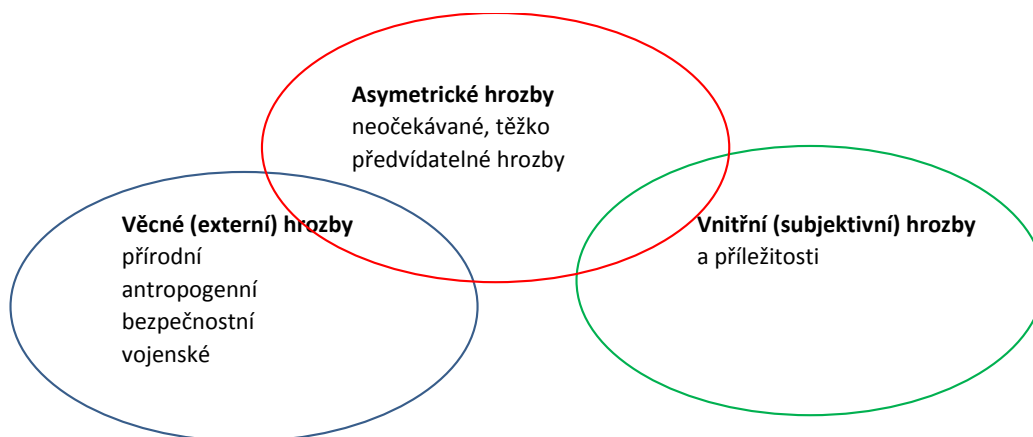 Asymetrické hrozby
neočekávané, těžko
předvídatelné hrozby
Věcné (externí) hrozby
přírodní
antropogenní
bezpečnostní
vojenské
Vnitřní (subjektivní) hrozby
a příležitosti